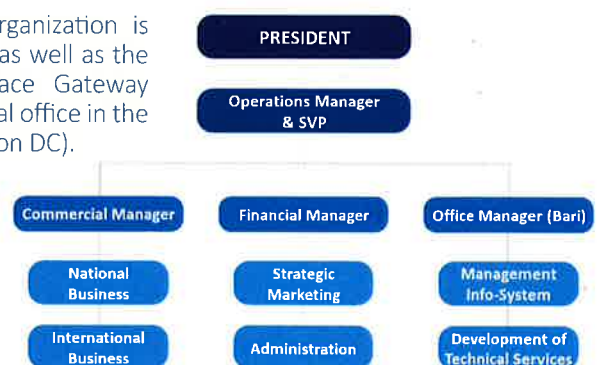 rganization is
as well as the
ace Gateway
al office in the
on DC).
PRESIDENT
Operations Manager
& SVP
Commercial Manager
Financial Manager
Office Manager (Bari)
National
Business
Strategic
Marketing
Management
Info-System
International
Business
Administration
Development of
Technical Services